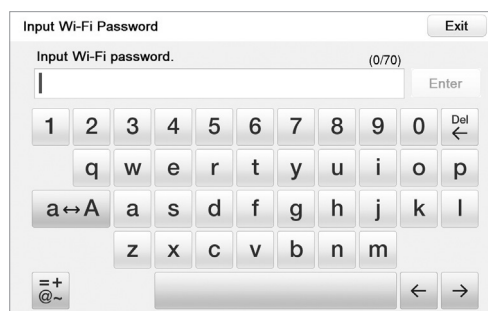 Input Wi-Fi Password Exit
Input Wi-Fi password. (0/70)
Enter
1 2 3 4 5 6 7 8 9 0 Del ←
q w e r t y u i o p
a↔A a s d f g h j k l
z x c v b n m
=+ ← →
@~